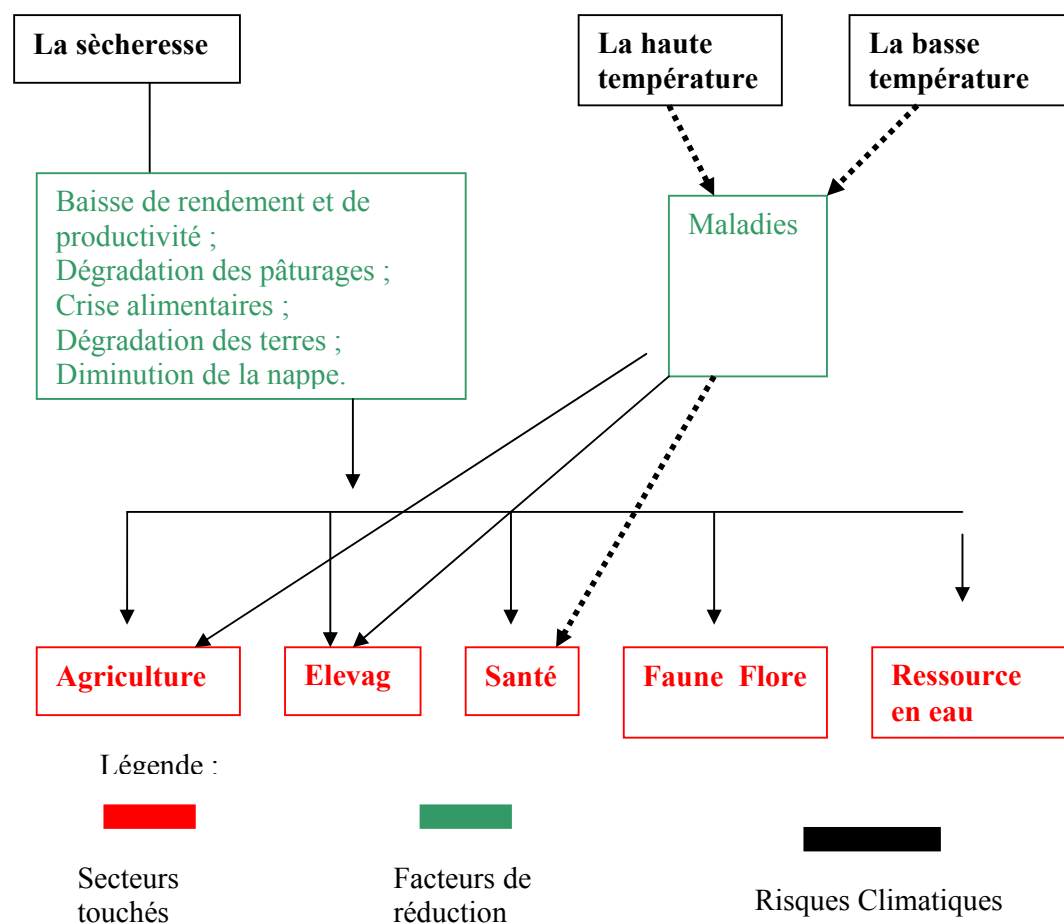 La sècheresse
La haute
température
La basse
température
Baisse de rendement et de
productivité ;
Dégradation des pâturages ;
Crise alimentaires ;
Dégradation des terres ;
Diminution de la nappe.
Maladies
Agriculture
Elevag
Santé
Faune Flore
Ressource
en eau
Légende :
Secteurs
touchés
Facteurs de
réduction
Risques Climatiques